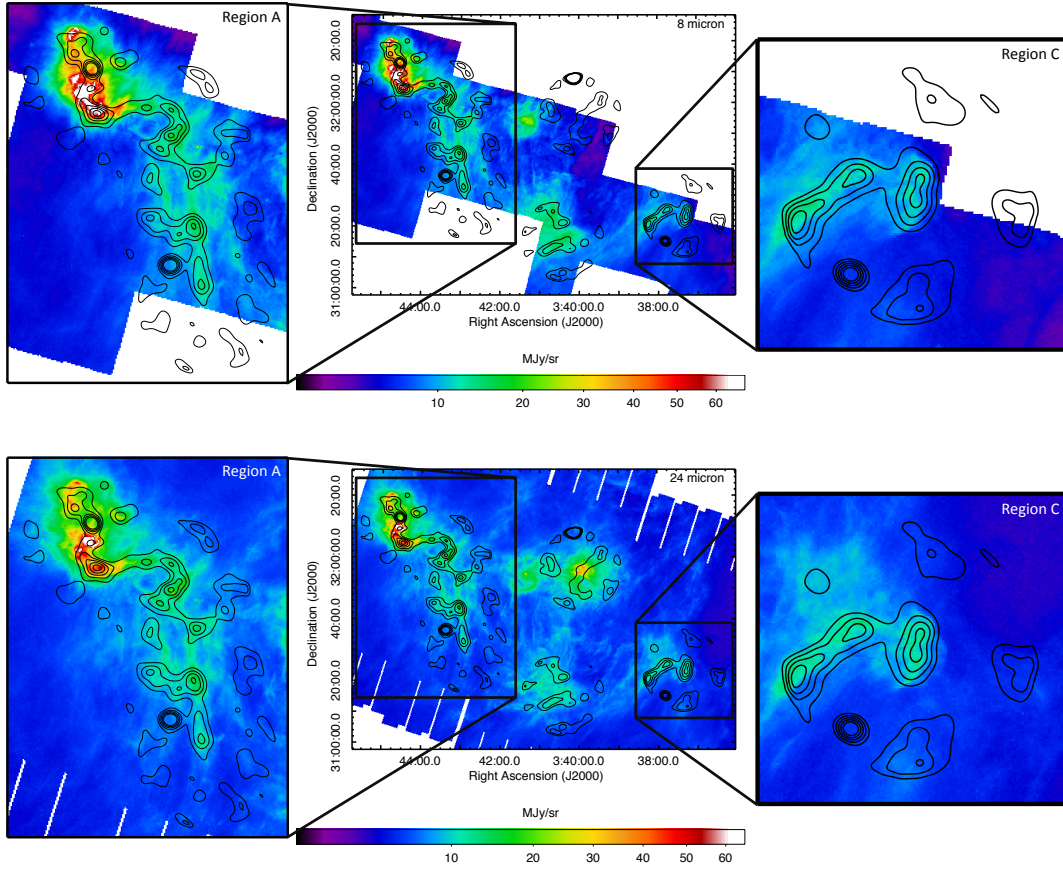 Region A
8 micron
Region C
20:00.0
32:00:00.0
40:00.0
20:00.0
31:00:00.0
Declination (J2000)
44:00.0
42:00.0
3:40:00.0
38:00.0
Right Ascension (J2000)
MJy/sr
10
20
30
40
50
60
Region A
24 micron
Region C
20:00.0
32:00:00.0
40:00.0
20:00.0
31:00:00.0
Declination (J2000)
44:00.0
42:00.0
3:40:00.0
38:00.0
Right Ascension (J2000)
MJy/sr
10
20
30
40
50
60